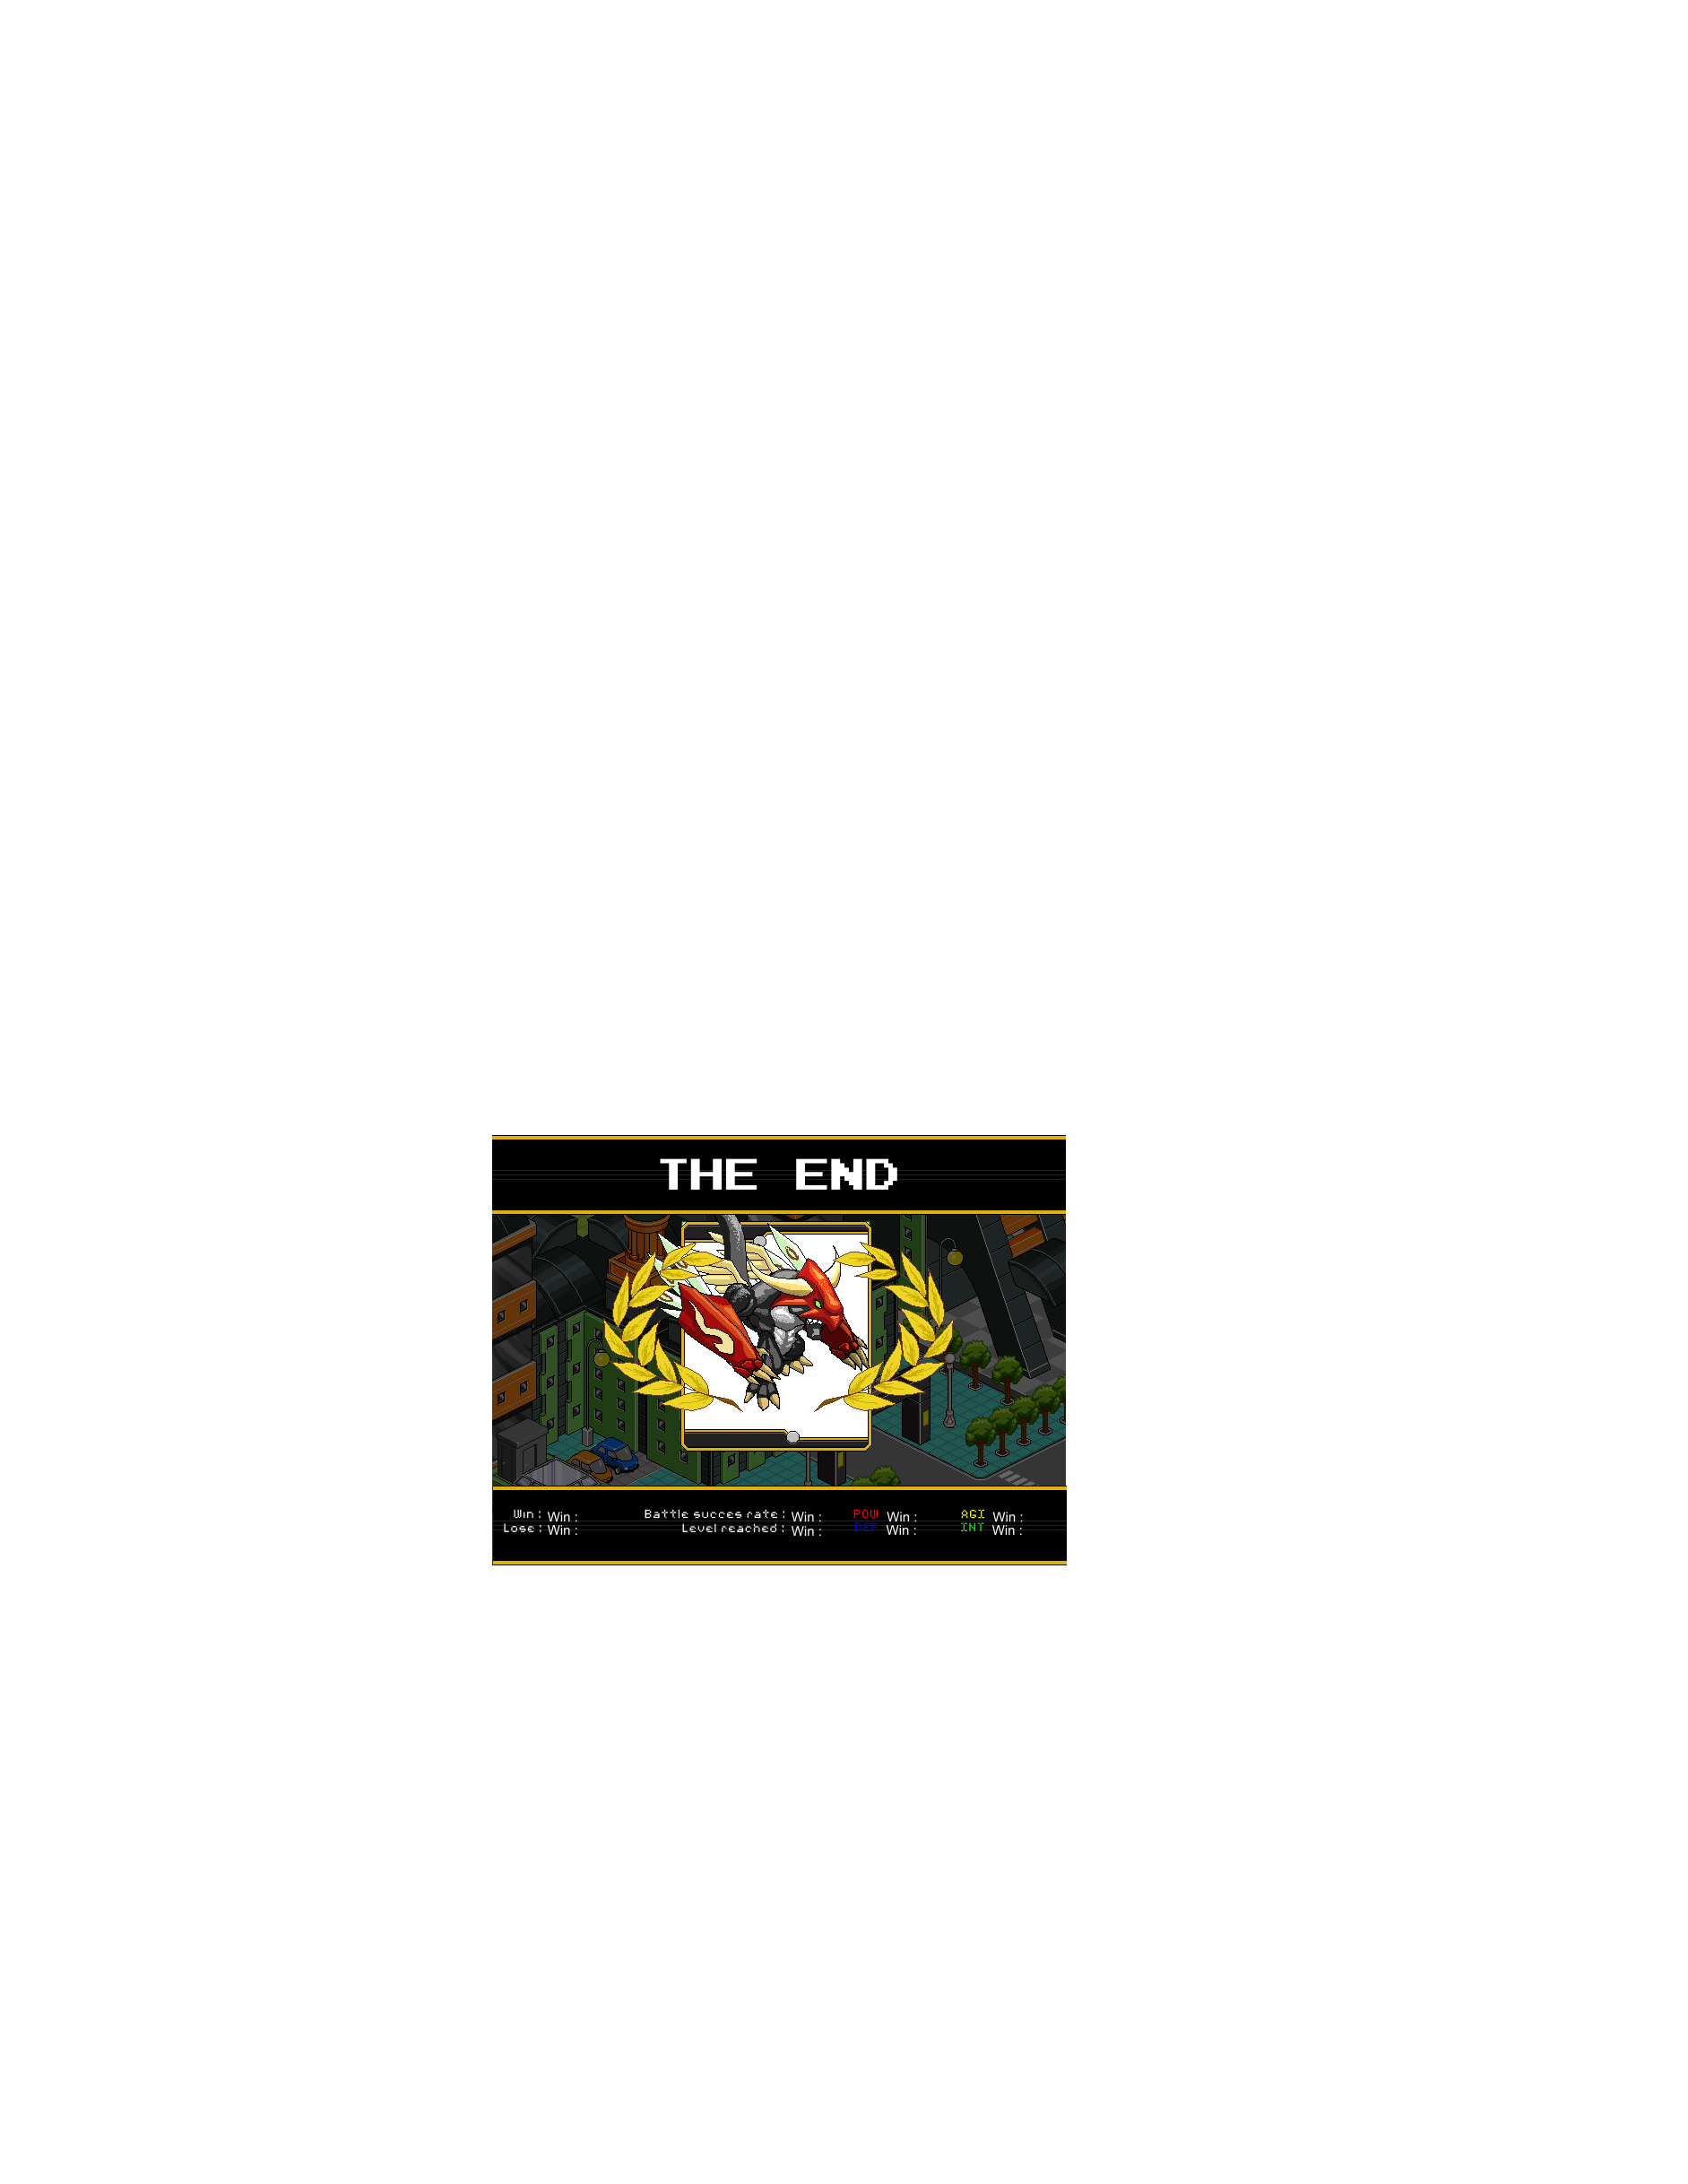 THE END
Win : Win : Battle succes rate : Win : POW Win : AGI Win :
Lose : Win : Level reached : Win : DEF Win : INT Win :